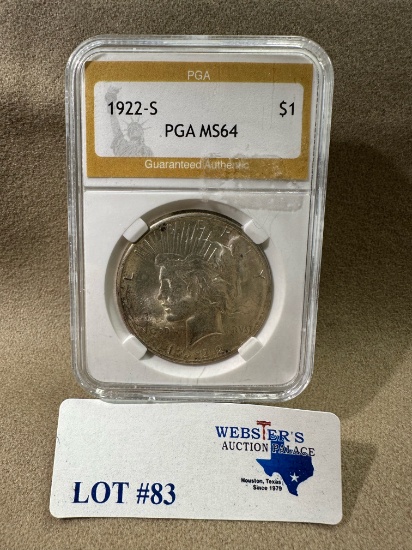 PGA
1922-S $1
PGA MS64
Guaranteed Authentic
WEBSTER'S
AUCTION PALACE
Houston, Texas
Since 1979
LOT #83